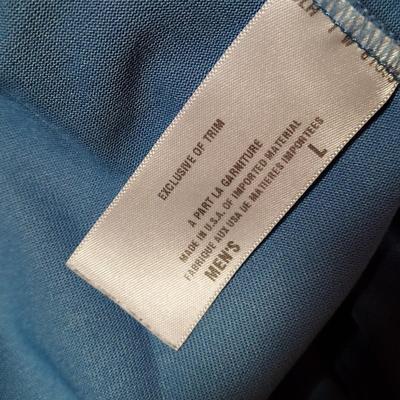 EXCLUSIVE OF TRIM
A PART LA GARNITURE
MADE IN U.S.A. OF IMPORTED MATERIAL
FABRIQUE AUX USA DE MATIERES IMPORTEES
MEN'S L